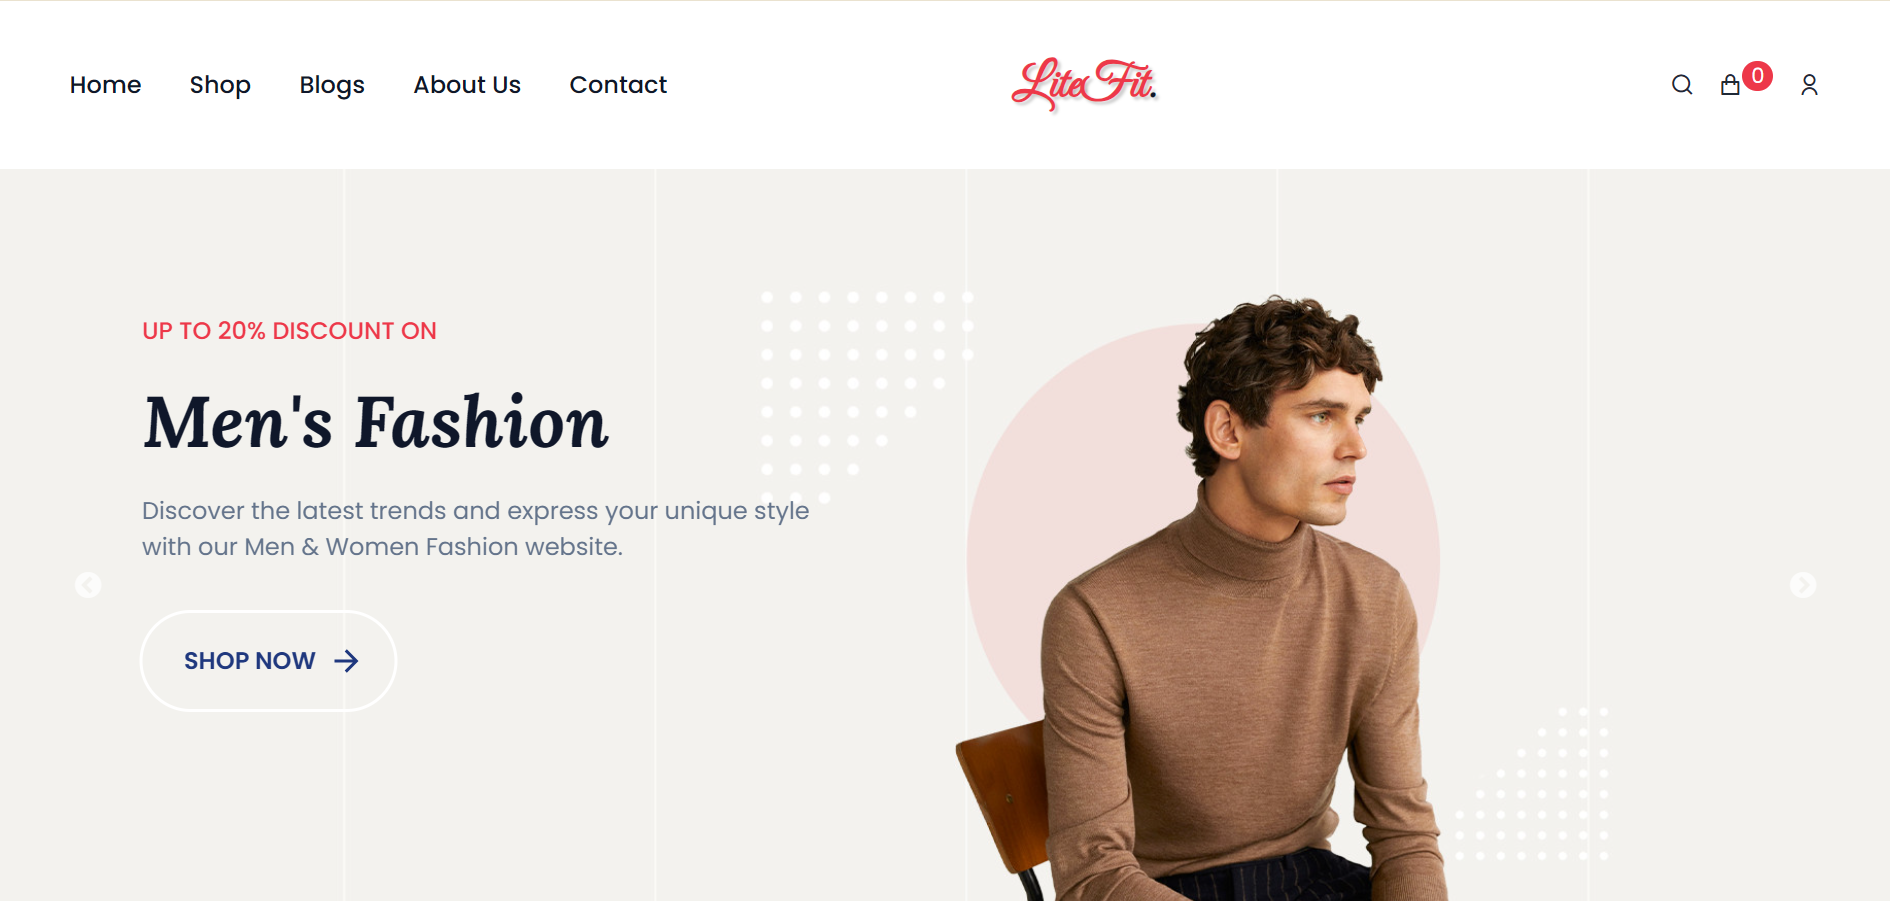 Home Shop Blogs About Us Contact
LiteFit.
0
UP TO 20% DISCOUNT ON
Men's Fashion
Discover the latest trends and express your unique style
with our Men & Women Fashion website.
SHOP NOW